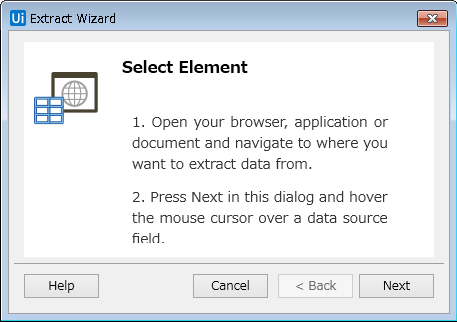 Ui Extract Wizard
Select Element
1. Open your browser, application or
document and navigate to where you
want to extract data from.
2. Press Next in this dialog and hover
the mouse cursor over a data source
field.
Help
Cancel
< Back
Next